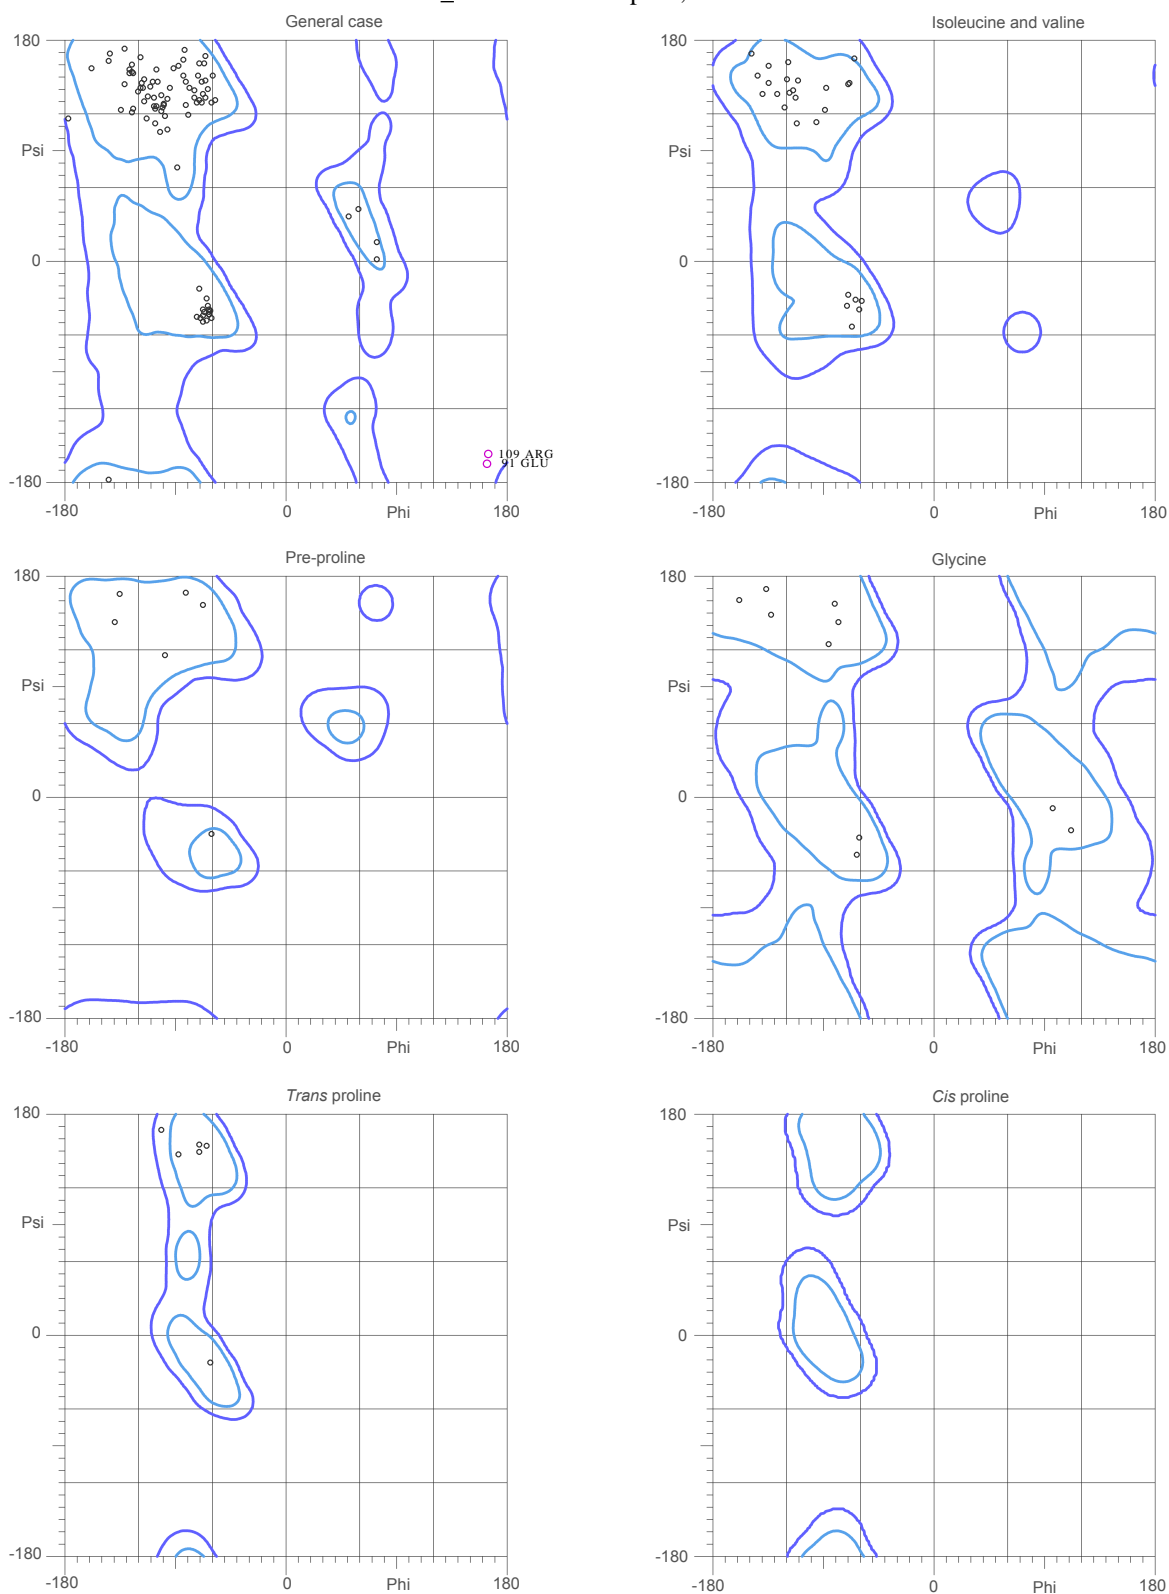 General case
Isoleucine and valine
180
180
Psi
Psi
0
0
109 ARG
91 GLU
-180
-180
-180 0 Phi 180
-180 0 Phi 180
Pre-proline
Glycine
180
180
Psi
Psi
0
0
-180
-180
-180 0 Phi 180
-180 0 Phi 180
Trans proline
Cis proline
180
180
Psi
Psi
0
0
-180
-180
-180 0 Phi 180
-180 0 Phi 180